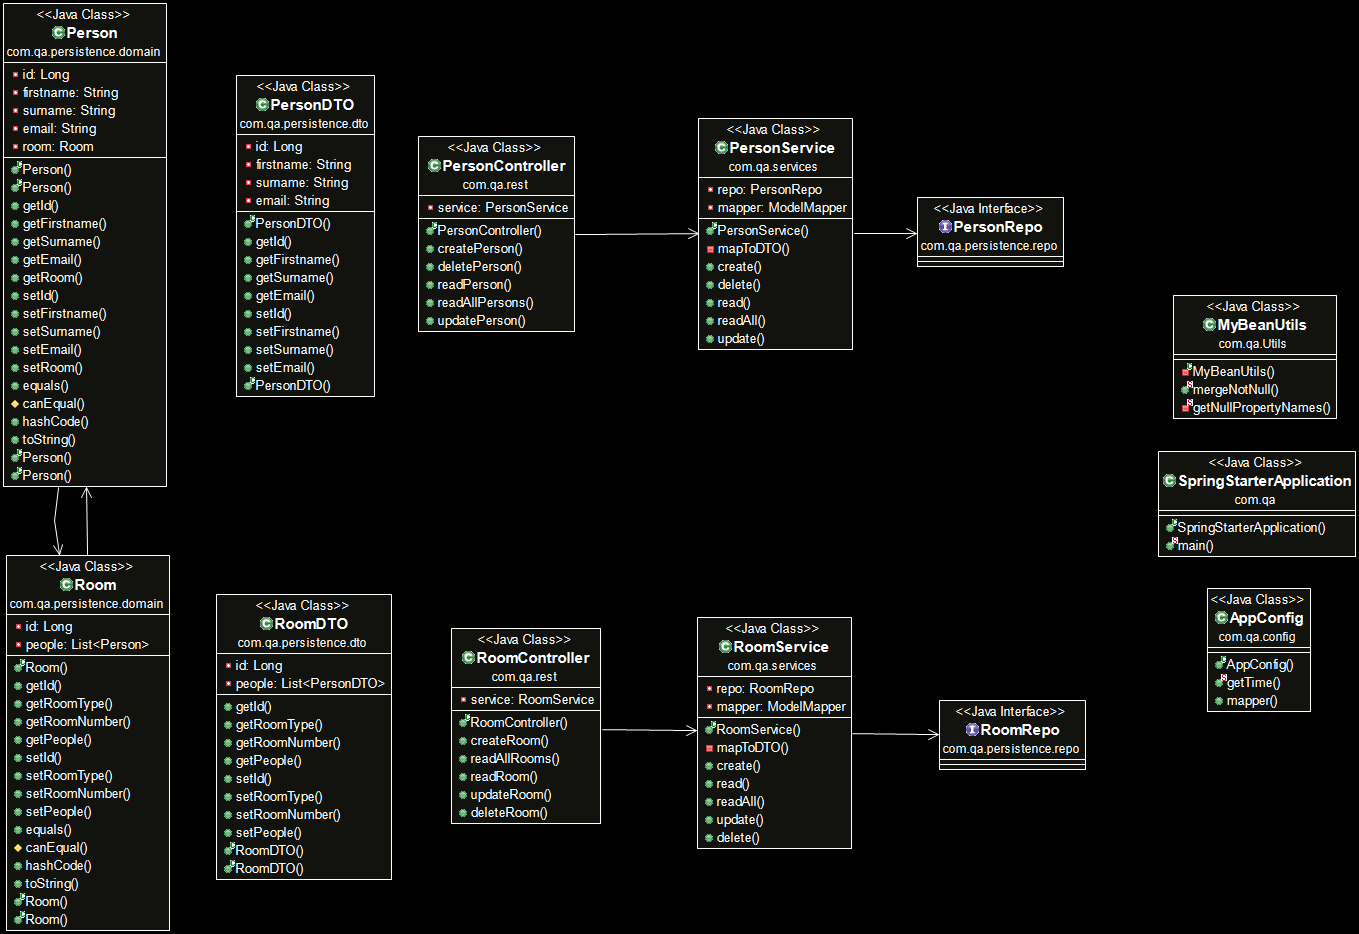 <<Java Class>>
Person
com.qa.persistence.domain
id: Long
firstname: String
surname: String
email: String
room: Room
Person()
Person()
getId()
getFirstname()
getSurname()
getEmail()
getRoom()
setId()
setFirstname()
setSurname()
setEmail()
setRoom()
equals()
canEqual()
hashCode()
toString()
Person()
Person()
<<Java Class>>
Room
com.qa.persistence.domain
id: Long
people: List<Person>
Room()
getId()
getRoomType()
getRoomNumber()
getPeople()
setId()
setRoomType()
setRoomNumber()
setPeople()
equals()
canEqual()
hashCode()
toString()
Room()
Room()
<<Java Class>>
PersonDTO
com.qa.persistence.dto
id: Long
firstname: String
surname: String
email: String
PersonDTO()
getId()
getFirstname()
getSurname()
getEmail()
setId()
setFirstname()
setSurname()
setEmail()
PersonDTO()
<<Java Class>>
RoomDTO
com.qa.persistence.dto
id: Long
people: List<PersonDTO>
getId()
getRoomType()
getRoomNumber()
getPeople()
setId()
setRoomType()
setRoomNumber()
setPeople()
RoomDTO()
RoomDTO()
<<Java Class>>
PersonController
com.qa.rest
service: PersonService
PersonController()
createPerson()
deletePerson()
readPerson()
readAllPersons()
updatePerson()
<<Java Class>>
RoomController
com.qa.rest
service: RoomService
RoomController()
createRoom()
readAllRooms()
readRoom()
updateRoom()
deleteRoom()
<<Java Class>>
PersonService
com.qa.services
repo: PersonRepo
mapper: ModelMapper
PersonService()
mapToDTO()
create()
delete()
read()
readAll()
update()
<<Java Class>>
RoomService
com.qa.services
repo: RoomRepo
mapper: ModelMapper
RoomService()
mapToDTO()
create()
read()
readAll()
update()
delete()
<<Java Interface>>
PersonRepo
com.qa.persistence.repo
<<Java Interface>>
RoomRepo
com.qa.persistence.repo
<<Java Class>>
MyBeanUtils
com.qa.Utils
MyBeanUtils()
mergeNotNull()
getNullPropertyNames()
<<Java Class>>
SpringStarterApplication
com.qa
SpringStarterApplication()
main()
<<Java Class>>
AppConfig
com.qa.config
AppConfig()
getTime()
mapper()